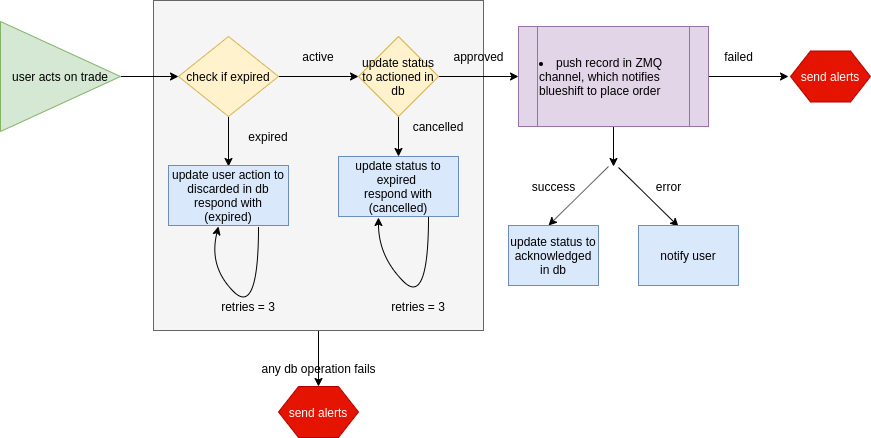 user acts on trade
check if expired
active
update status
to actioned in
db
approved
• push record in ZMQ
channel, which notifies
blueshift to place order
failed
send alerts
expired
cancelled
update user action to
discarded in db
respond with
(expired)
update status to
expired
respond with
(cancelled)
success
error
update status to
acknowledged
in db
notify user
retries = 3
retries = 3
any db operation fails
send alerts